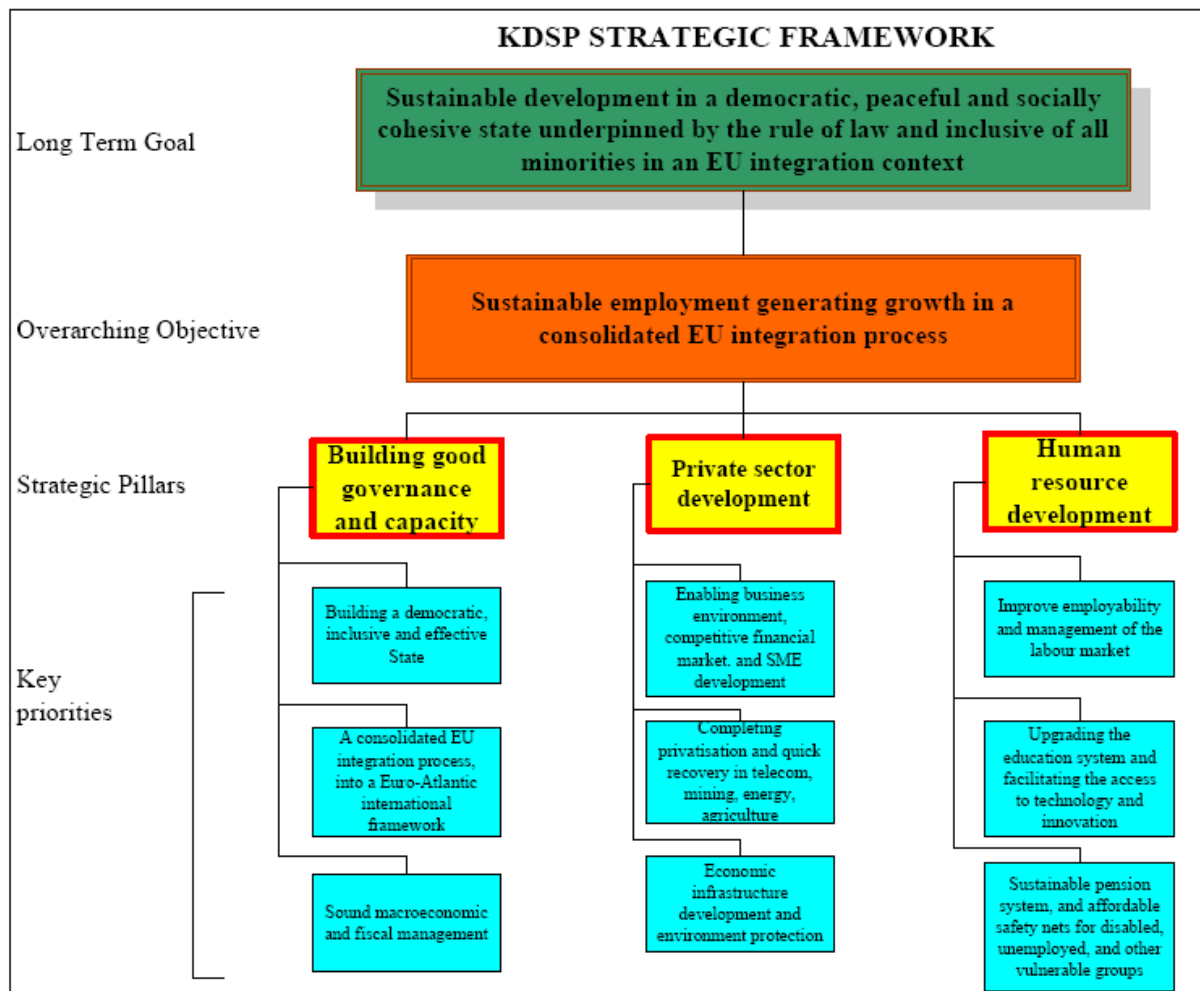 KDSP STRATEGIC FRAMEWORK
Long Term Goal
Sustainable development in a democratic, peaceful and socially
cohesive state underpinned by the rule of law and inclusive of all
minorities in an EU integration context
Overarching Objective
Sustainable employment generating growth in a
consolidated EU integration process
Strategic Pillars
Building good
governance
and capacity
Private sector
development
Human
resource
development
Key
priorities
Building a democratic,
inclusive and effective
State
Enabling business
environment,
competitive financial
market. and SME
development
Improve employability
and management of the
labour market
A consolidated EU
integration process,
into a Euro-Atlantic
international
framework
Completing
privatisation and quick
recovery in telecom,
mining, energy,
agriculture
Upgrading the
education system and
facilitating the access
to technology and
innovation
Sound macroeconomic
and fiscal management
Economic
infrastructure
development and
environment protection
Sustainable pension
system, and affordable
safety nets for disabled,
unemployed, and other
vulnerable groups